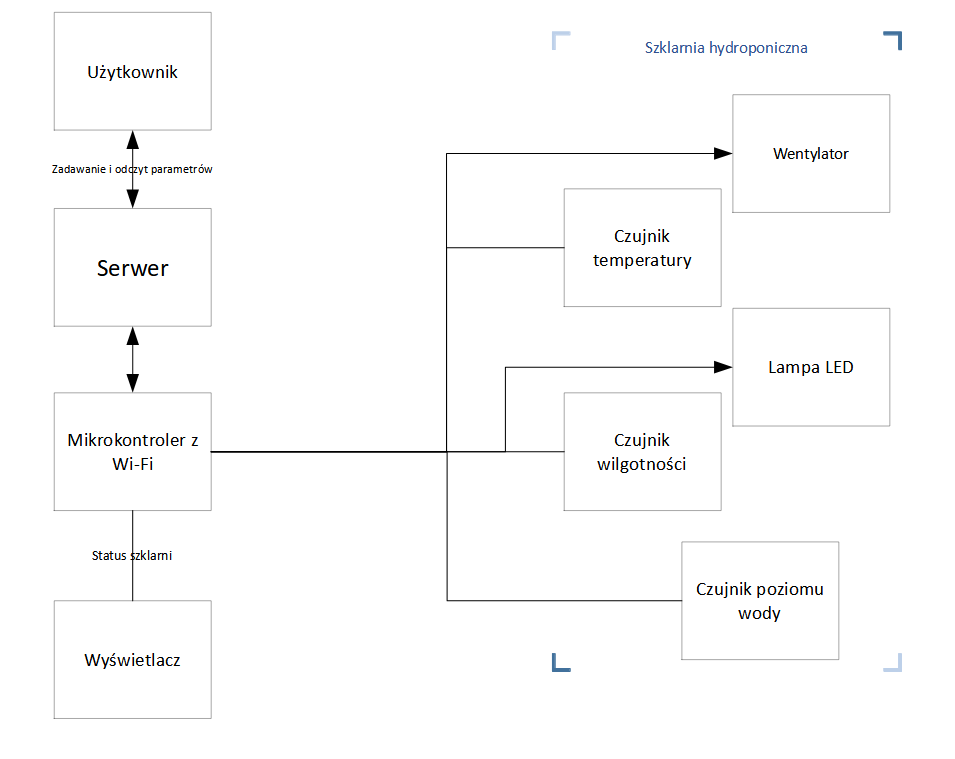 Użytkownik
Zadawanie i odczyt parametrów
Serwer
Mikrokontroler z
Wi-Fi
Status szklarni
Wyświetlacz
Szklarnia hydroponiczna
Wentylator
Czujnik
temperatury
Lampa LED
Czujnik
wilgotności
Czujnik poziomu
wody